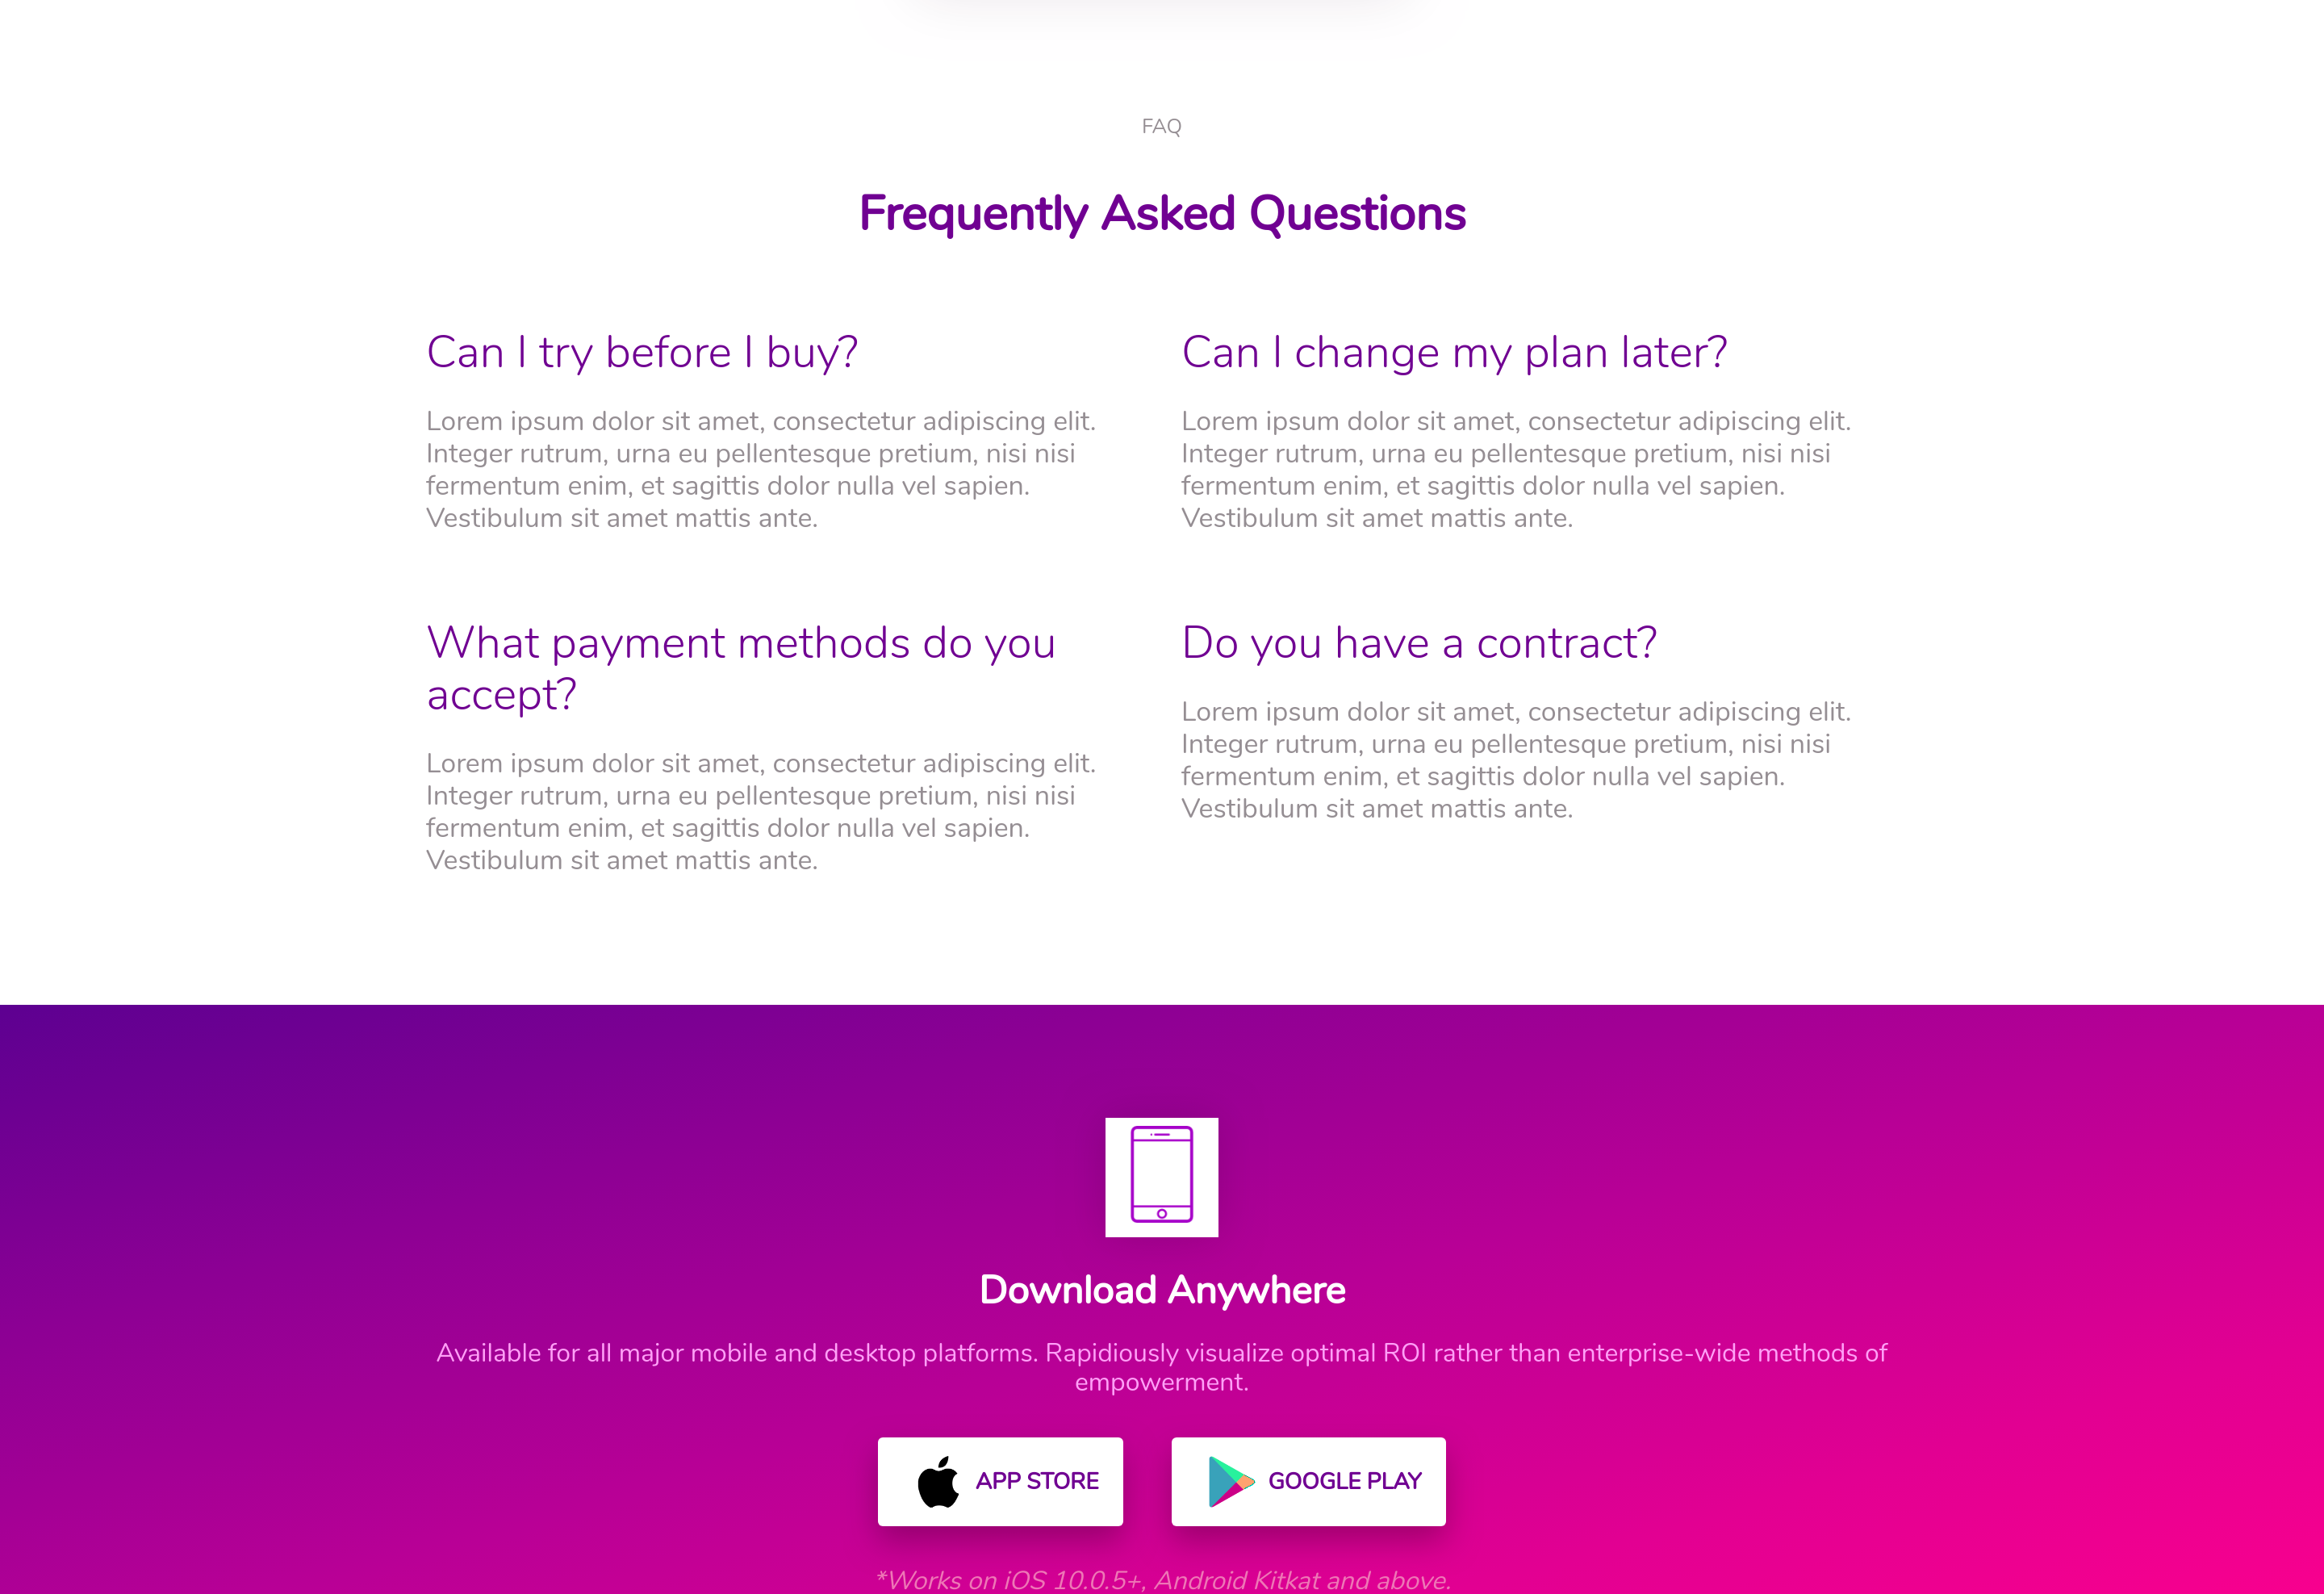 FAQ
Frequently Asked Questions
Can I try before I buy?
Lorem ipsum dolor sit amet, consectetur adipiscing elit.
Integer rutrum, urna eu pellentesque pretium, nisi nisi
fermentum enim, et sagittis dolor nulla vel sapien.
Vestibulum sit amet mattis ante.
Can I change my plan later?
Lorem ipsum dolor sit amet, consectetur adipiscing elit.
Integer rutrum, urna eu pellentesque pretium, nisi nisi
fermentum enim, et sagittis dolor nulla vel sapien.
Vestibulum sit amet mattis ante.
What payment methods do you
accept?
Lorem ipsum dolor sit amet, consectetur adipiscing elit.
Integer rutrum, urna eu pellentesque pretium, nisi nisi
fermentum enim, et sagittis dolor nulla vel sapien.
Vestibulum sit amet mattis ante.
Do you have a contract?
Lorem ipsum dolor sit amet, consectetur adipiscing elit.
Integer rutrum, urna eu pellentesque pretium, nisi nisi
fermentum enim, et sagittis dolor nulla vel sapien.
Vestibulum sit amet mattis ante.
Download Anywhere
Available for all major mobile and desktop platforms. Rapidiously visualize optimal ROI rather than enterprise-wide methods of
empowerment.
APP STORE
GOOGLE PLAY
*Works on iOS 10.0.5+, Android Kitkat and above.